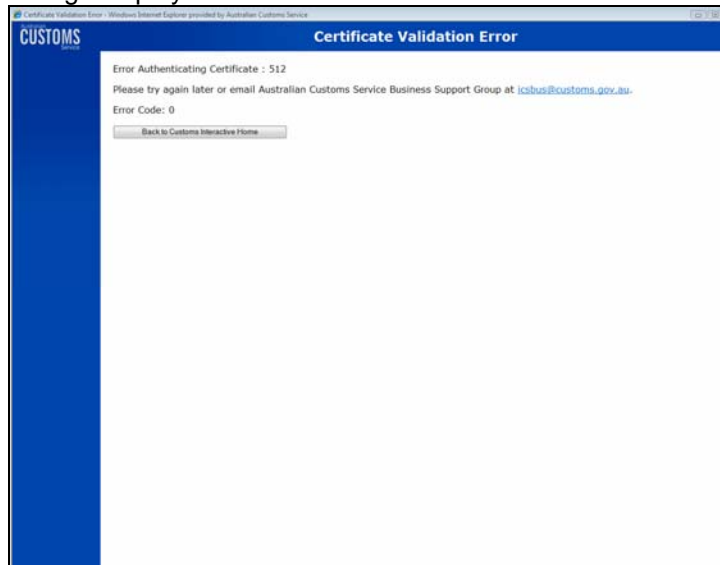 Certificate Validation Error - Windows Internet Explorer provided by Australian Customs Service
Australian
CUSTOMS
Service
Certificate Validation Error
Error Authenticating Certificate : 512
Please try again later or email Australian Customs Service Business Support Group at icsbus@customs.gov.au.
Error Code: 0
Back to Customs Interactive Home